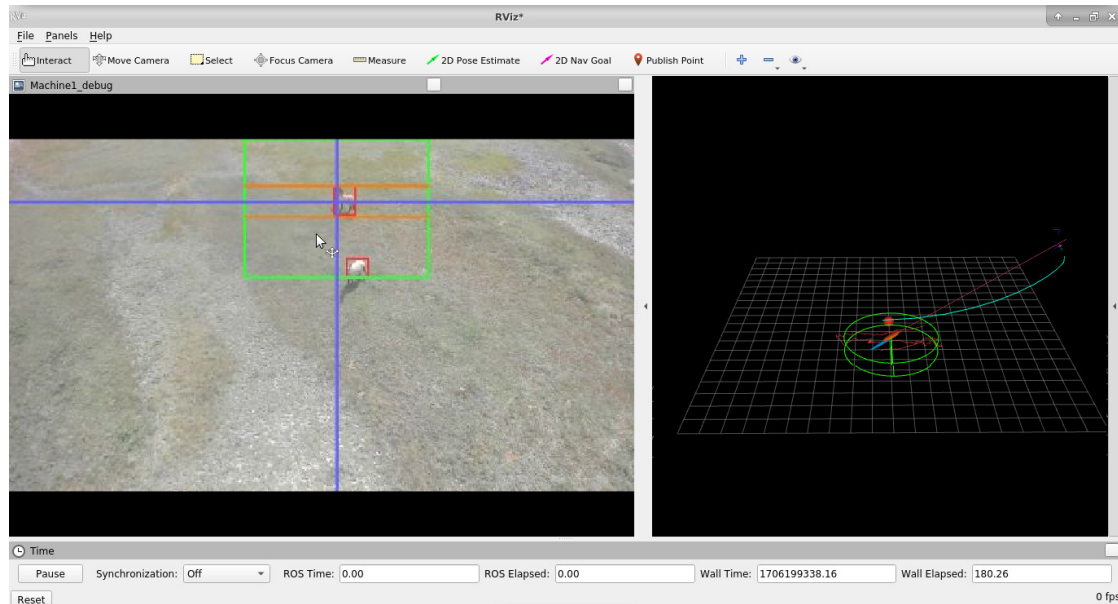 RViz*
File Panels Help
Interact Move Camera Select Focus Camera Measure 2D Pose Estimate 2D Nav Goal Publish Point
Machine1_debug
Time
Pause Synchronization: Off ROS Time: 0.00 ROS Elapsed: 0.00 Wall Time: 1706199338.16 Wall Elapsed: 180.26
Reset 0 fps